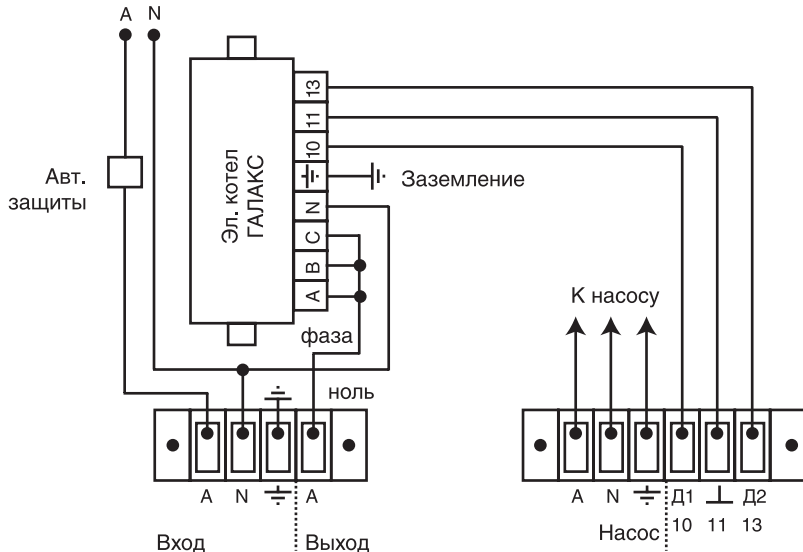 A N
Авт.
защиты
Эл. котел
ГАЛАКС
13
11
10
N
C
B
A
Заземление
фаза
ноль
К насосу
A N A
Вход
Выход
A N Д1 Д2
Насос 10 11 13